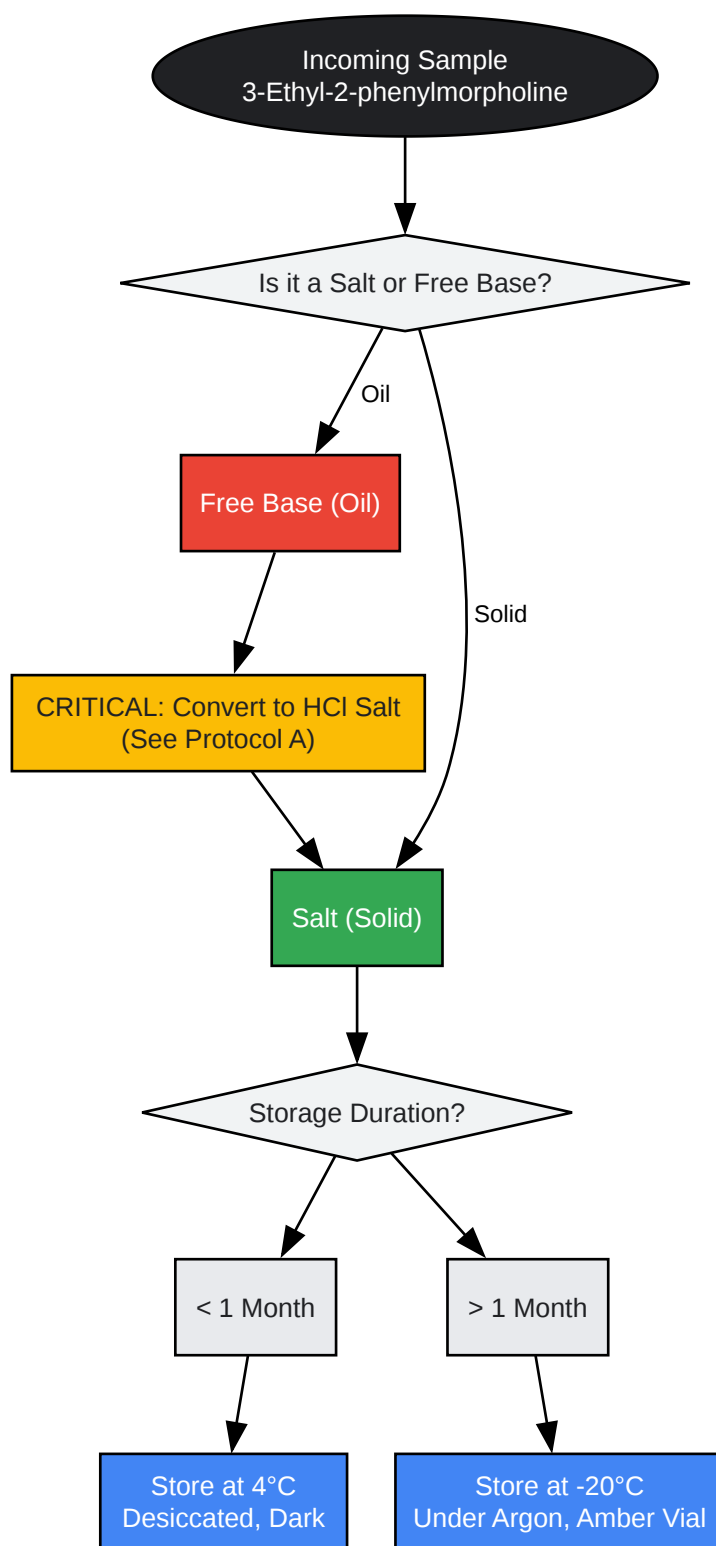 Incoming Sample
3-Ethyl-2-phenylmorpholine
Is it a Salt or Free Base?
Oil
Free Base (Oil)
Solid
CRITICAL: Convert to HCl Salt
(See Protocol A)
Salt (Solid)
Storage Duration?
< 1 Month
> 1 Month
Store at 4°C
Desiccated, Dark
Store at -20°C
Under Argon, Amber Vial